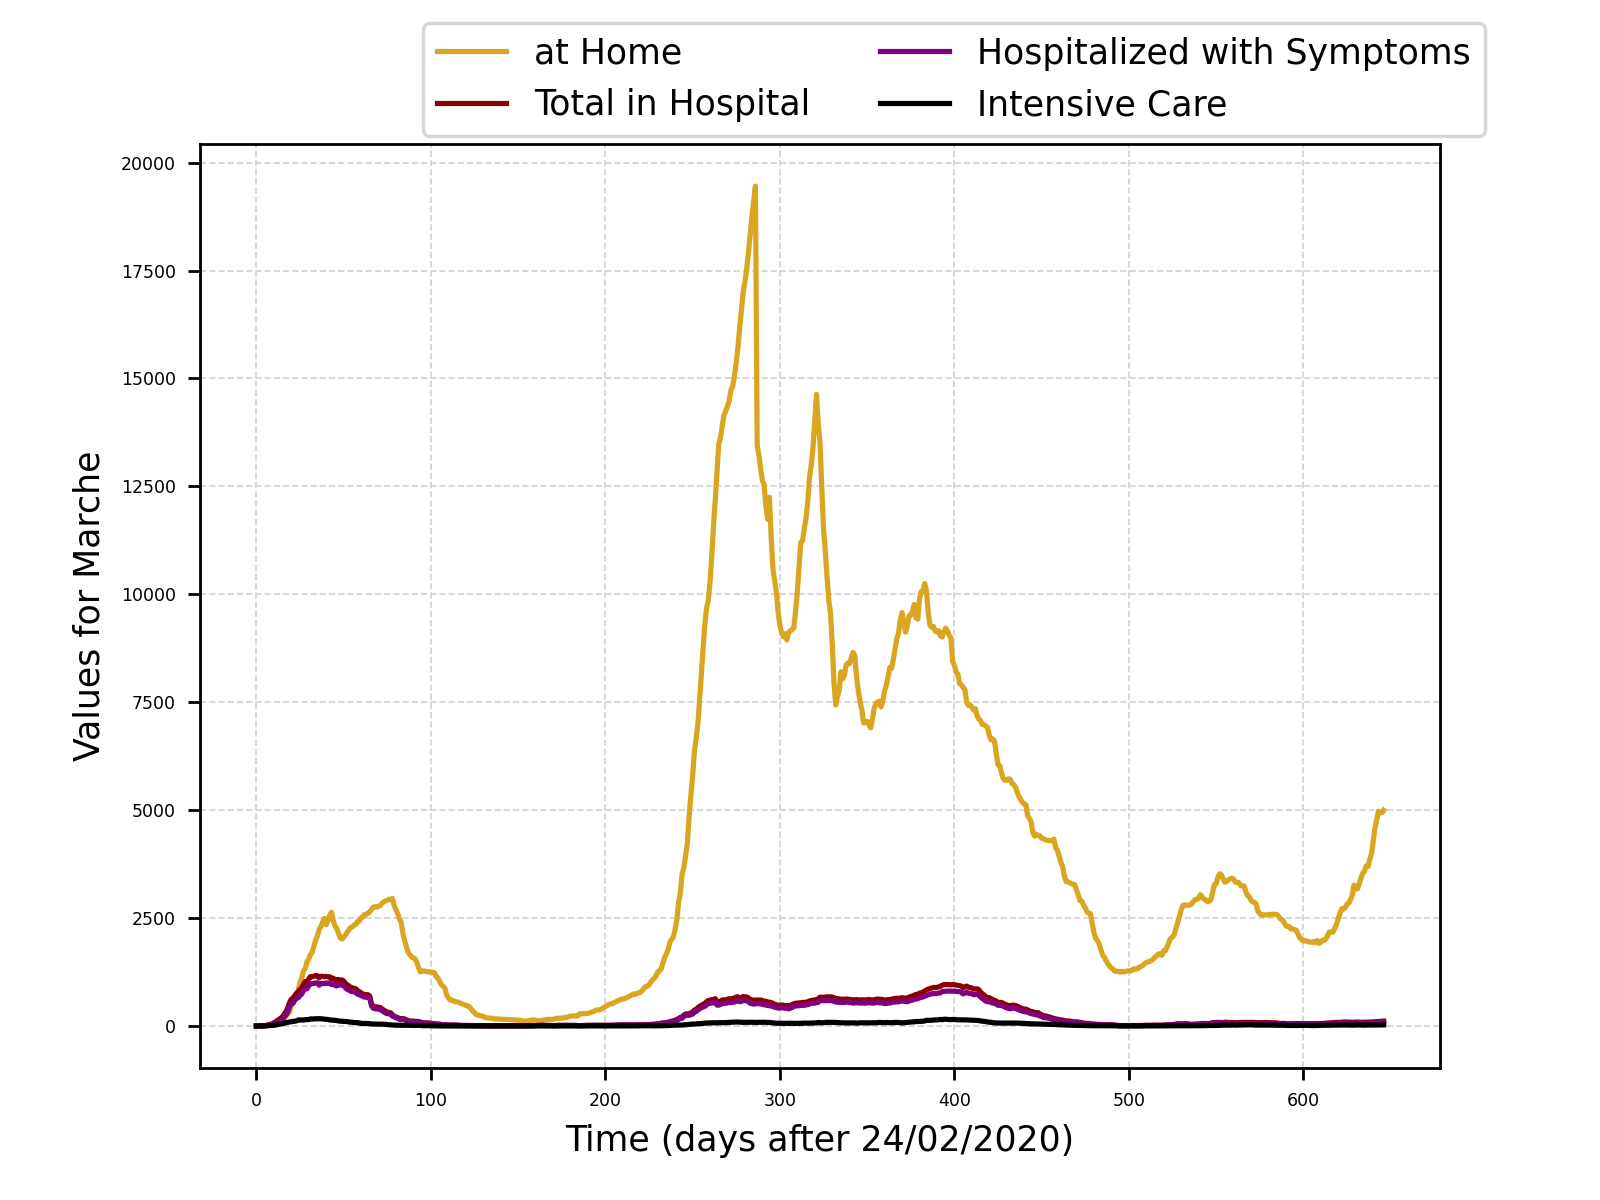 at Home
Hospitalized with Symptoms
Total in Hospital
Intensive Care
20000
17500
15000
12500
10000
7500
5000
2500
0
Values for Marche
0 100 200 300 400 500 600
Time (days after 24/02/2020)